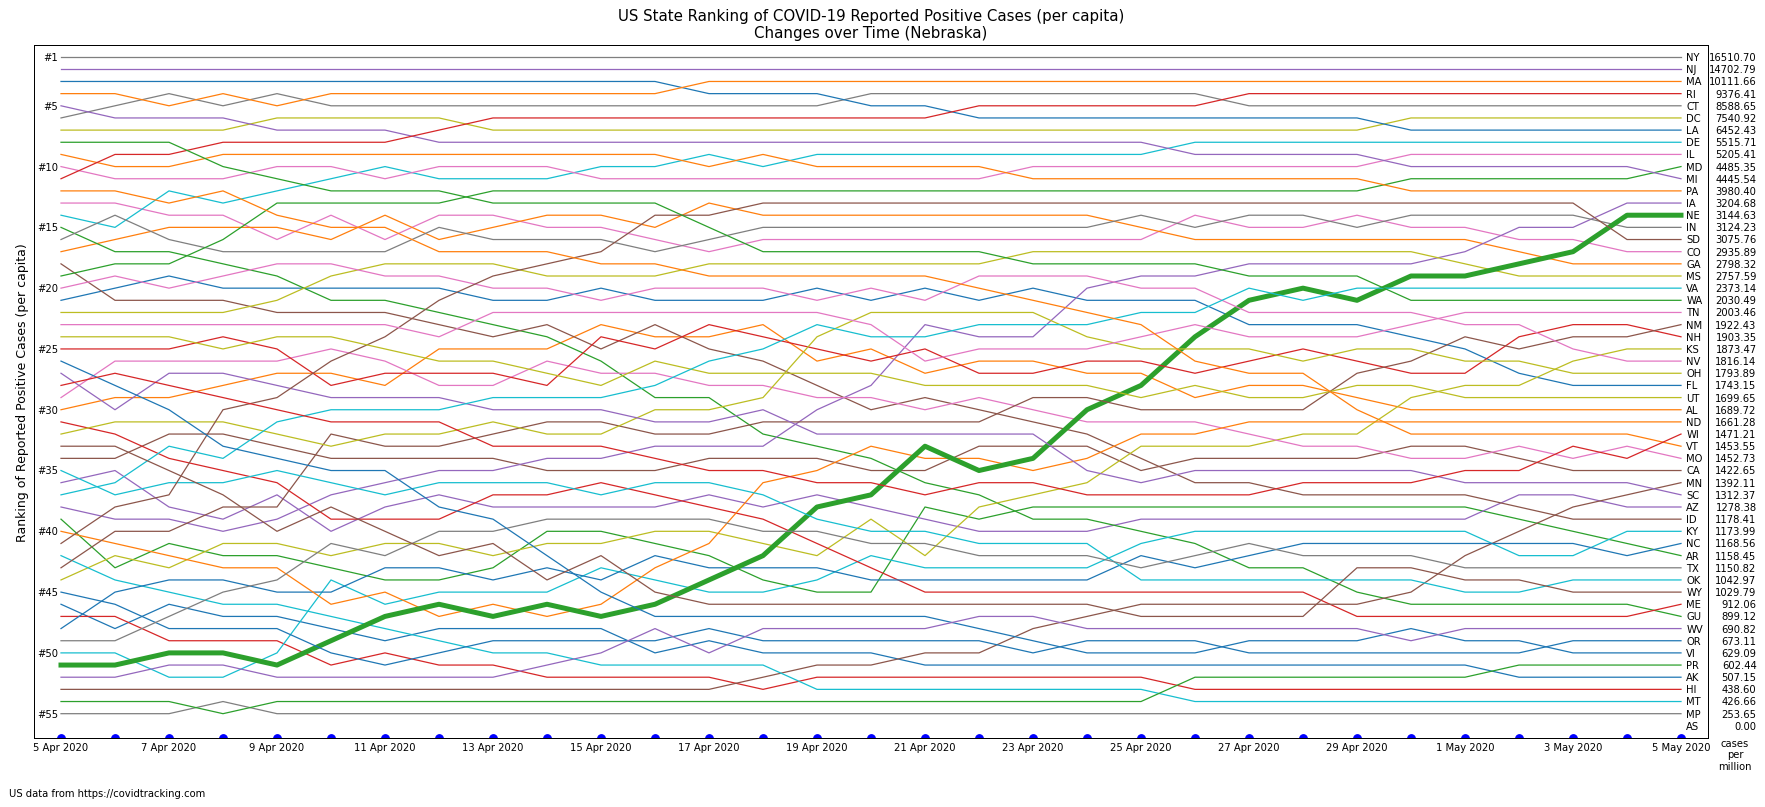 US State Ranking of COVID-19 Reported Positive Cases (per capita)
Changes over Time (Nebraska)
Ranking of Reported Positive Cases (per capita)
#1
#5
#10
#15
#20
#25
#30
#35
#40
#45
#50
#55
NY 16510.70
NJ 14702.79
MA 10111.66
RI 9376.41
CT 8588.65
DC 7540.92
LA 6452.43
DE 5515.71
IL 5205.41
MD 4485.35
MI 4445.54
PA 3980.40
IA 3204.68
NE 3144.63
IN 3124.23
SD 3075.76
CO 2935.89
GA 2798.32
MS 2757.59
VA 2373.14
WA 2030.49
TN 2003.46
NM 1922.43
NH 1903.35
KS 1873.47
NV 1816.14
OH 1793.89
FL 1743.15
UT 1699.65
AL 1689.72
ND 1661.28
WI 1471.21
VT 1453.55
MO 1452.73
CA 1422.65
MN 1392.11
SC 1312.37
AZ 1278.38
ID 1178.41
KY 1173.99
NC 1168.56
AR 1158.45
TX 1150.82
OK 1042.97
WY 1029.79
ME 912.06
GU 899.12
WV 690.82
OR 673.11
VI 629.09
PR 602.44
AK 507.15
HI 438.60
MT 426.66
MP 253.65
AS 0.00
5 Apr 2020 7 Apr 2020 9 Apr 2020 11 Apr 2020 13 Apr 2020 15 Apr 2020 17 Apr 2020 19 Apr 2020 21 Apr 2020 23 Apr 2020 25 Apr 2020 27 Apr 2020 29 Apr 2020 1 May 2020 3 May 2020 5 May 2020
cases
per
million
US data from https://covidtracking.com